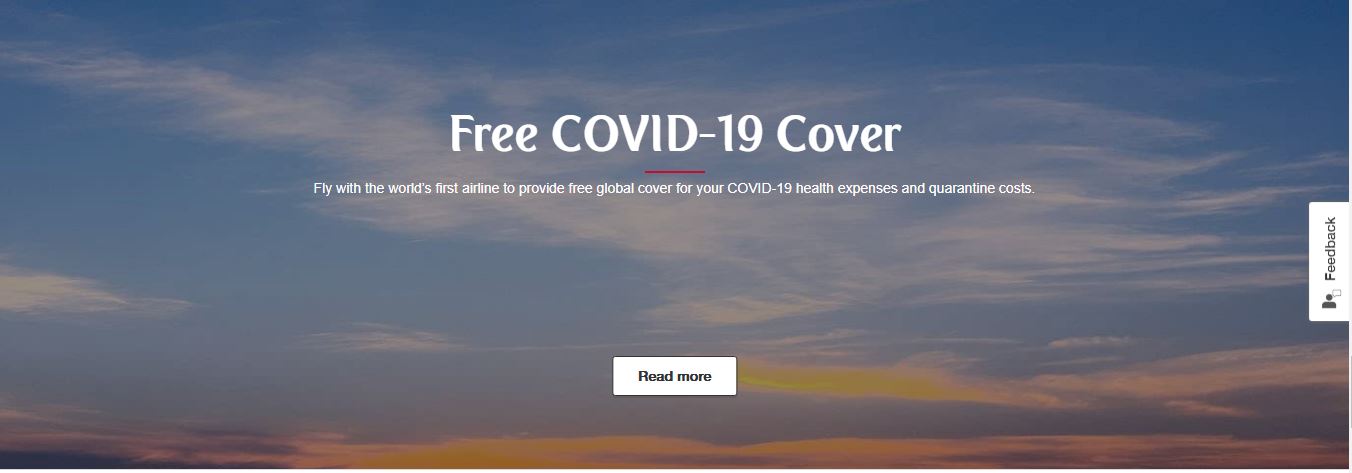 Free COVID-19 Cover
Fly with the world's first airline to provide free global cover for your COVID-19 health expenses and quarantine costs.
Feedback
Read more